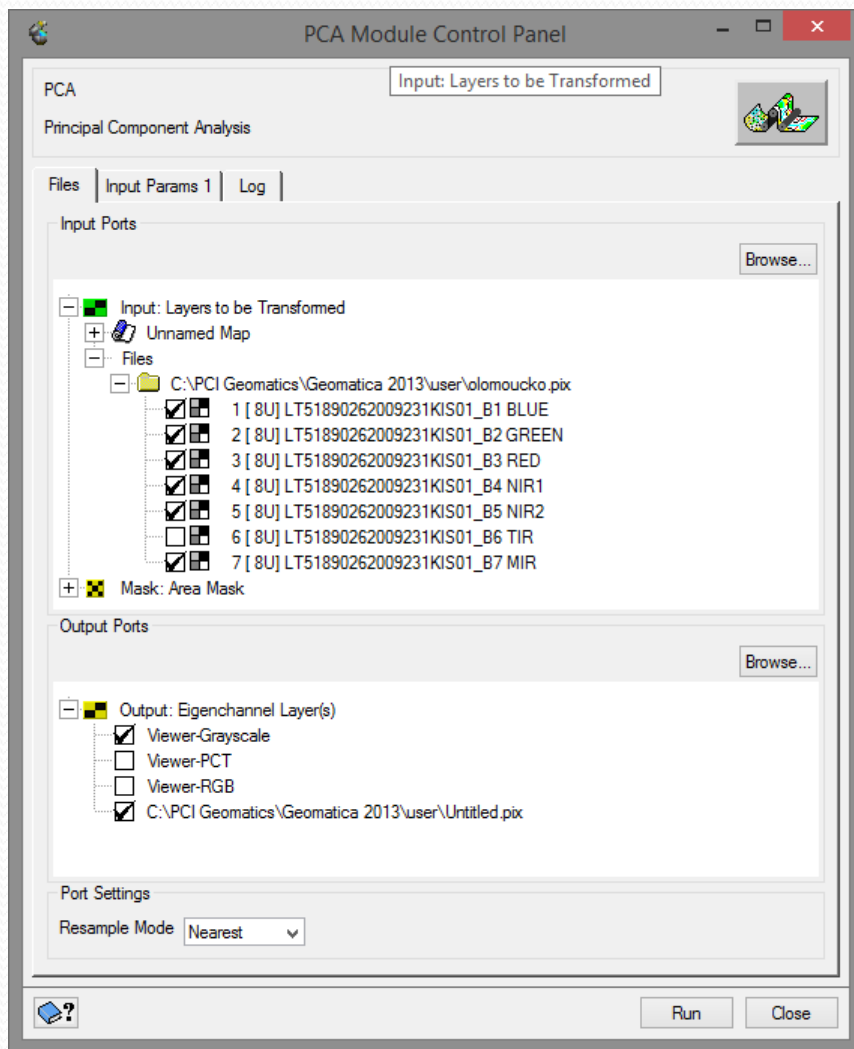 PCA Module Control Panel
Input: Layers to be Transformed
PCA
Principal Component Analysis
Files
Input Params 1
Log
Input Ports
Browse...
Input: Layers to be Transformed
Unnamed Map
Files
C:\PCI Geomatics\Geomatica 2013\user\olomoucko.pix
1 [ 8U] LT51890262009231KIS01_B1 BLUE
2 [ 8U] LT51890262009231KIS01_B2 GREEN
3 [ 8U] LT51890262009231KIS01_B3 RED
4 [ 8U] LT51890262009231KIS01_B4 NIR1
5 [ 8U] LT51890262009231KIS01_B5 NIR2
6 [ 8U] LT51890262009231KIS01_B6 TIR
7 [ 8U] LT51890262009231KIS01_B7 MIR
Mask: Area Mask
Output Ports
Browse...
Output: Eigenchannel Layer(s)
Viewer-Grayscale
Viewer-PCT
Viewer-RGB
C:\PCI Geomatics\Geomatica 2013\user\Untitled.pix
Port Settings
Resample Mode Nearest
Run
Close